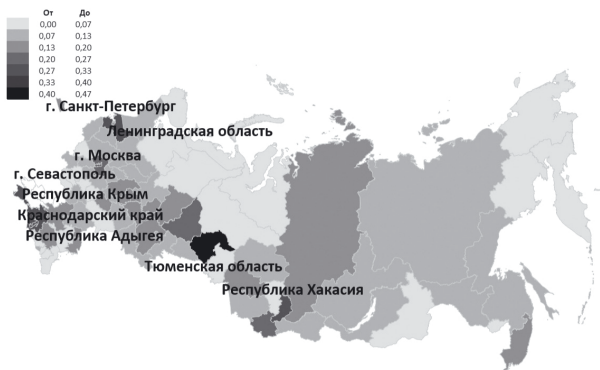 От До
0,00 0,07
0,07 0,13
0,13 0,20
0,20 0,27
0,27 0,33
0,33 0,40
0,40 0,47
г. Санкт-Петербург
Ленинградская область
г. Москва
г. Севастополь
Республика Крым
Краснодарский край
Республика Адыгея
Тюменская область
Республика Хакасия